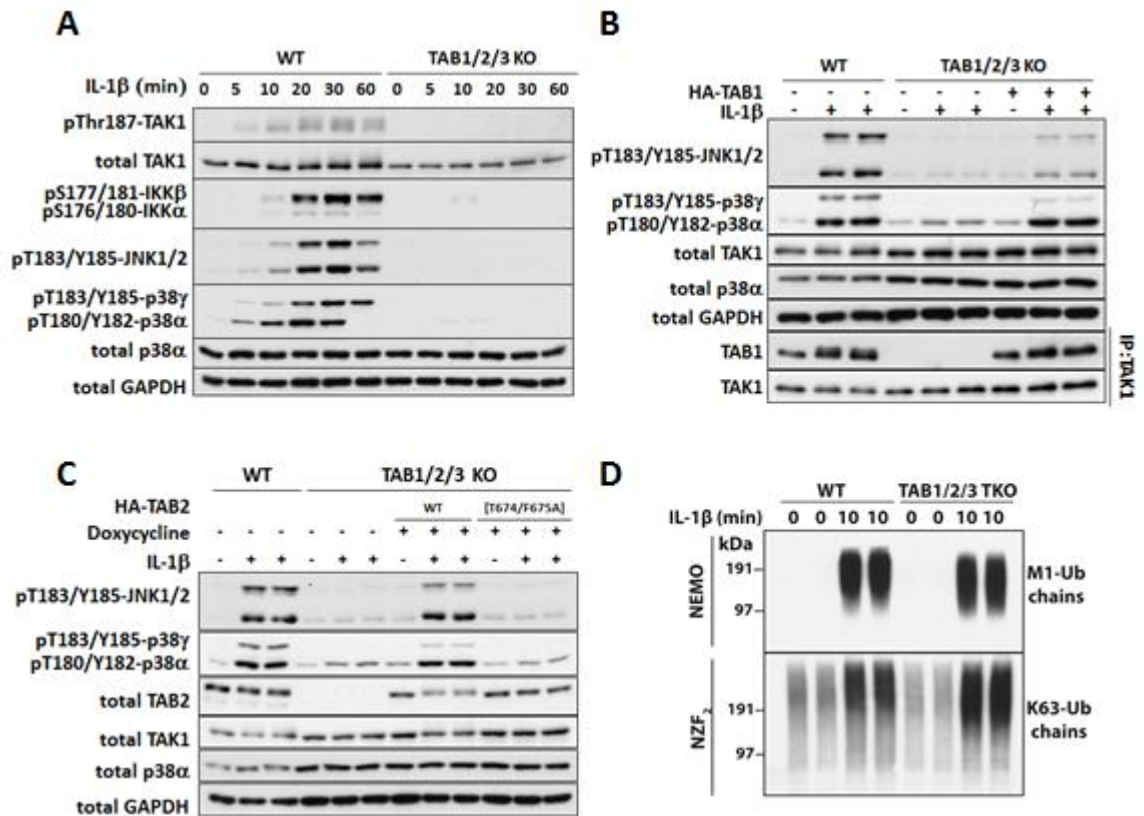 A
WT TAB1/2/3 KO
IL-1β (min) 0 5 10 20 30 60 0 5 10 20 30 60
pThr187-TAK1
total TAK1
pS177/181-IKKβ
pS176/180-IKKα
pT183/Y185-JNK1/2
pT183/Y185-p38γ
pT180/Y182-p38α
total p38α
total GAPDH
B
WT TAB1/2/3 KO
HA-TAB1 - - - - - - + + +
IL-1β - + + - + + - + +
pT183/Y185-JNK1/2
pT183/Y185-p38γ
pT180/Y182-p38α
total TAK1
total p38α
total GAPDH
TAB1
TAK1
IP:TAK1
C
WT TAB1/2/3 KO
HA-TAB2 WT [T674/F675A]
Doxycycline - - - - - - + + + + + +
IL-1β - + + - + + - + + - + +
pT183/Y185-JNK1/2
pT183/Y185-p38γ
pT180/Y182-p38α
total TAB2
total TAK1
total p38α
total GAPDH
D
WT TAB1/2/3 TKO
IL-1β (min) 0 0 10 10 0 0 10 10
kDa
NEMO
191
97
M1-Ub
chains
NZF2
191
97
K63-Ub
chains